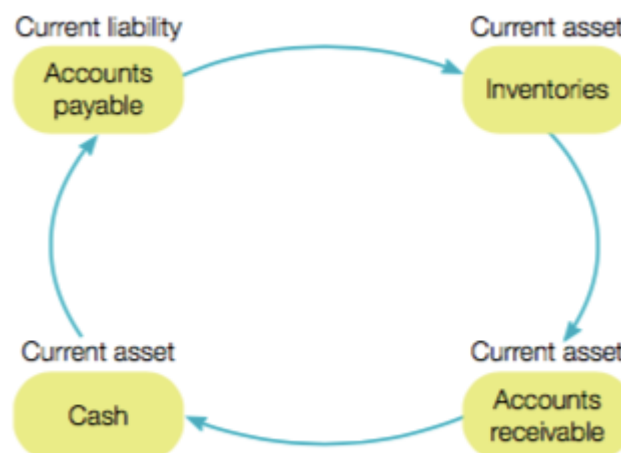 Current liability
Accounts
payable
Current asset
Inventories
Current asset
Cash
Current asset
Accounts
receivable